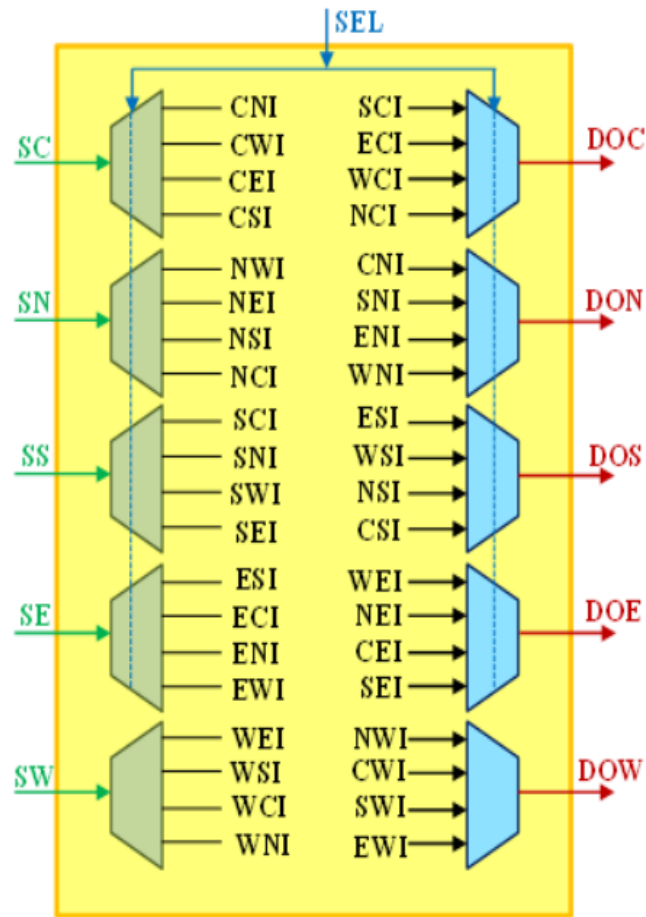 SEL
CNI SCI
SC CWI ECI DOC
CEI WCI
CSI NCI
NWI CNI
SN NEI SNI DON
NSI ENI
NCI WNI
SCI ESI
SS SNI WSI DOS
SWI NSI
SEI CSI
ESI WEI
SE ECI NEI DOE
ENI CEI
EWI SEI
WEI NWI
SW WSI CWI DOW
WCI SWI
WNI EWI